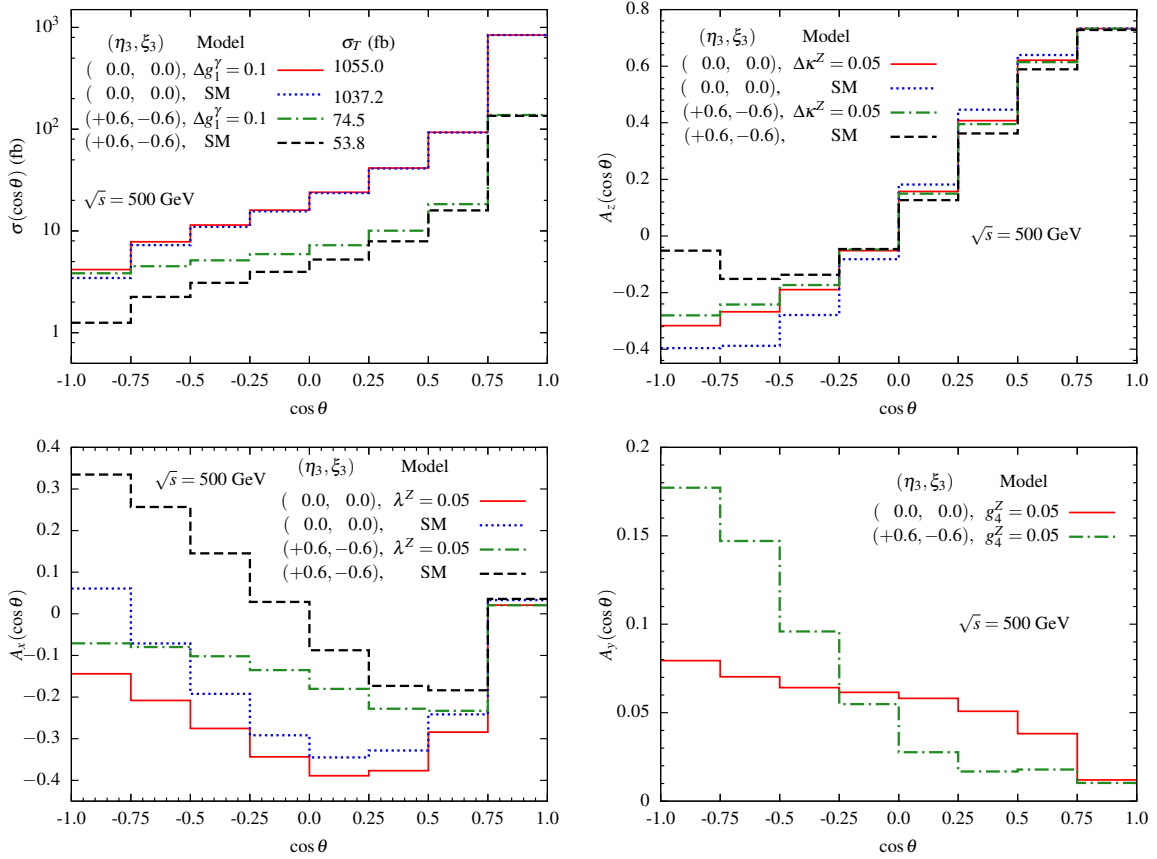 10³
10²
10
1
σ(cos θ) (fb)
(η₃, ξ₃) Model σ_T (fb)
( 0.0, 0.0), Δg₁^γ = 0.1 1055.0
( 0.0, 0.0), SM 1037.2
(+0.6, −0.6), Δg₁^γ = 0.1 74.5
(+0.6, −0.6), SM 53.8
√s = 500 GeV
-1.0 -0.75 -0.5 -0.25 0.0 0.25 0.5 0.75 1.0
cos θ
0.8
0.6
0.4
0.2
0
−0.2
−0.4
A_z(cos θ)
(η₃, ξ₃) Model
( 0.0, 0.0), Δκ^Z = 0.05
( 0.0, 0.0), SM
(+0.6, −0.6), Δκ^Z = 0.05
(+0.6, −0.6), SM
√s = 500 GeV
-1.0 -0.75 -0.5 -0.25 0.0 0.25 0.5 0.75 1.0
cos θ
0.4
0.3
0.2
0.1
0
−0.1
−0.2
−0.3
−0.4
A_x(cos θ)
√s = 500 GeV
(η₃, ξ₃) Model
( 0.0, 0.0), λ^Z = 0.05
( 0.0, 0.0), SM
(+0.6, −0.6), λ^Z = 0.05
(+0.6, −0.6), SM
-1.0 -0.75 -0.5 -0.25 0.0 0.25 0.5 0.75 1.0
cos θ
0.2
0.15
0.1
0.05
0
A_y(cos θ)
(η₃, ξ₃) Model
( 0.0, 0.0), g₄^Z = 0.05
(+0.6, −0.6), g₄^Z = 0.05
√s = 500 GeV
-1.0 -0.75 -0.5 -0.25 0.0 0.25 0.5 0.75 1.0
cos θ